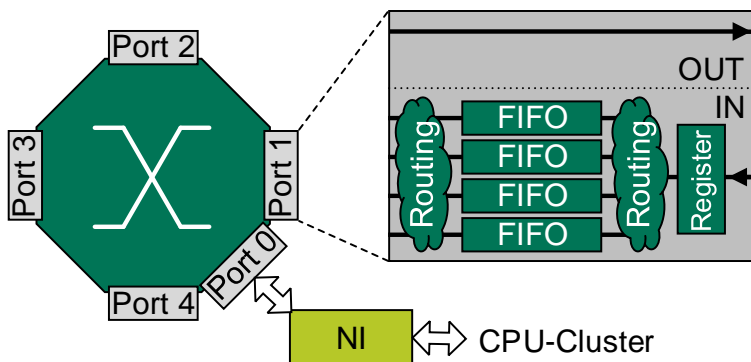 Port 2
Port 3
Port 1
Port 0
Port 4
OUT
IN
Routing
FIFO
FIFO
FIFO
FIFO
Routing
Register
NI
CPU-Cluster